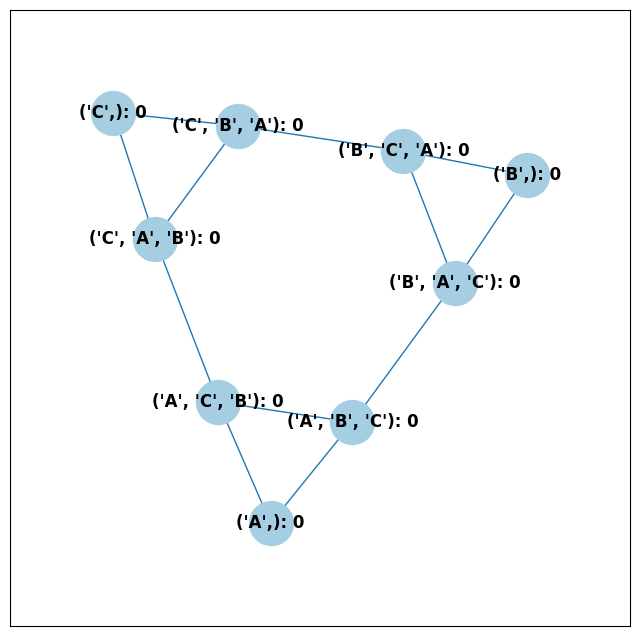 ('C',): 0
('C', 'B', 'A'): 0
('B', 'C', 'A'): 0
('B',): 0
('C', 'A', 'B'): 0
('B', 'A', 'C'): 0
('A', 'C', 'B'): 0
('A', 'B', 'C'): 0
('A',): 0